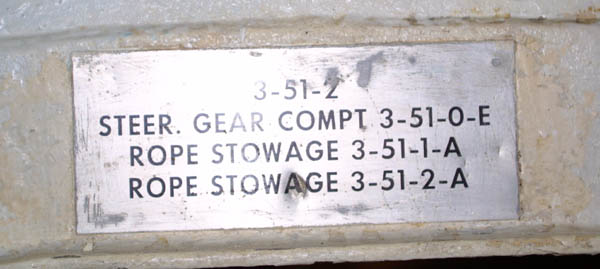 3-51-2
STEER. GEAR COMPT 3-51-0-E
ROPE STOWAGE 3-51-1-A
ROPE STOWAGE 3-51-2-A